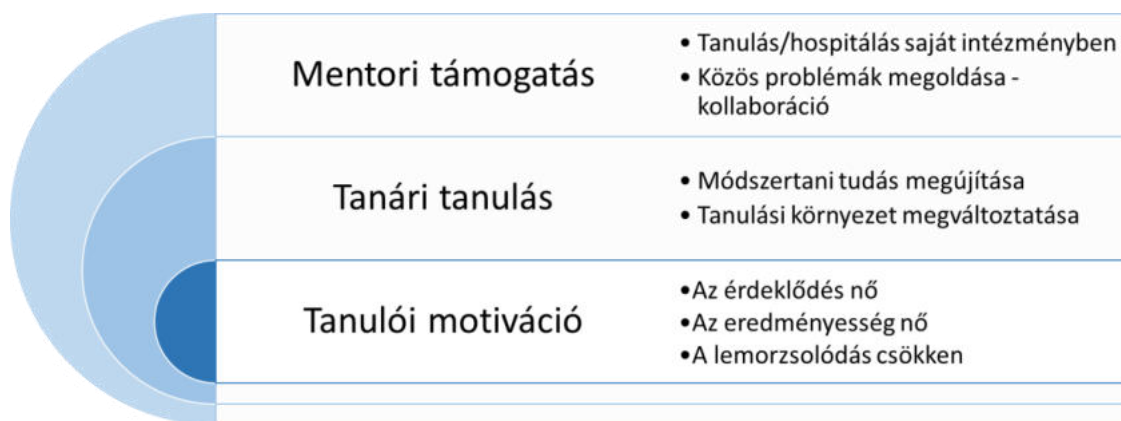 Mentori támogatás
• Tanulás/hospitálás saját intézményben
• Közös problémák megoldása -
kollaboráció
Tanári tanulás
• Módszertani tudás megújítása
• Tanulási környezet megváltoztatása
Tanulói motiváció
•Az érdeklődés nő
•Az eredményesség nő
•A lemorzsolódás csökken